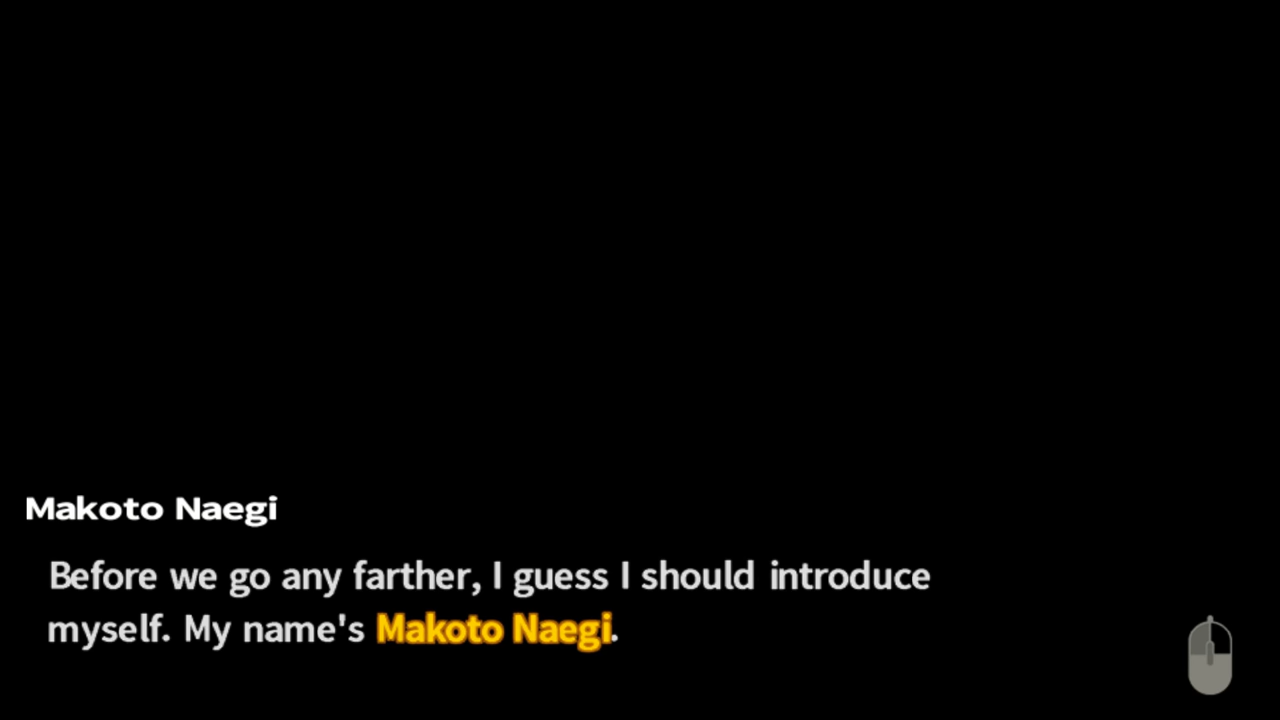 Makoto Naegi
Before we go any farther, I guess I should introduce
myself. My name's Makoto Naegi.